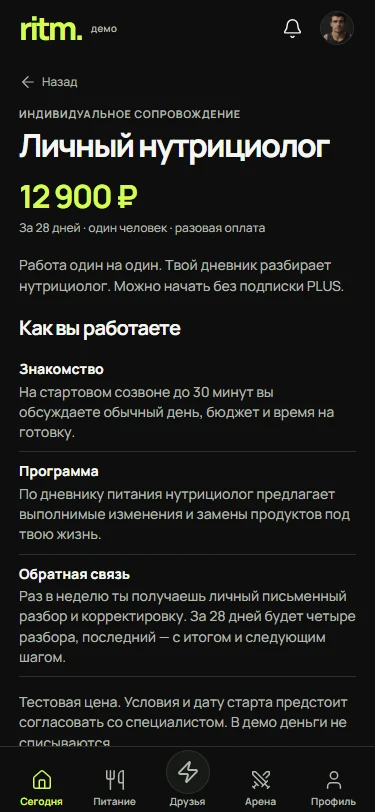 ritm. демо
Назад
ИНДИВИДУАЛЬНОЕ СОПРОВОЖДЕНИЕ
Личный нутрициолог
12 900 ₽
За 28 дней · один человек · разовая оплата
Работа один на один. Твой дневник разбирает
нутрициолог. Можно начать без подписки PLUS.
Как вы работаете
Знакомство
На стартовом созвоне до 30 минут вы
обсуждаете обычный день, бюджет и время на
готовку.
Программа
По дневнику питания нутрициолог предлагает
выполнимые изменения и замены продуктов под
твою жизнь.
Обратная связь
Раз в неделю ты получаешь личный письменный
разбор и корректировку. За 28 дней будет четыре
разбора, последний — с итогом и следующим
шагом.
Тестовая цена. Условия и дату старта предстоит
согласовать со специалистом. В демо деньги не
списываются
Сегодня Питание Друзья Арена Профиль